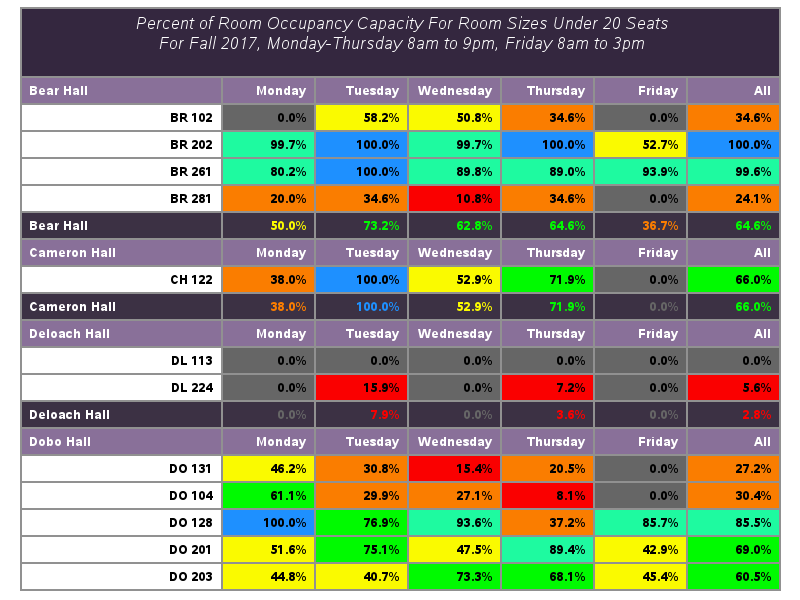 Percent of Room Occupancy Capacity For Room Sizes Under 20 Seats
For Fall 2017, Monday-Thursday 8am to 9pm, Friday 8am to 3pm
Bear Hall Monday Tuesday Wednesday Thursday Friday All
BR 102 0.0% 58.2% 50.8% 34.6% 0.0% 34.6%
BR 202 99.7% 100.0% 99.7% 100.0% 52.7% 100.0%
BR 261 80.2% 100.0% 89.8% 89.0% 93.9% 99.6%
BR 281 20.0% 34.6% 10.8% 34.6% 0.0% 24.1%
Bear Hall 50.0% 73.2% 62.8% 64.6% 36.7% 64.6%
Cameron Hall Monday Tuesday Wednesday Thursday Friday All
CH 122 38.0% 100.0% 52.9% 71.9% 0.0% 66.0%
Cameron Hall 38.0% 100.0% 52.9% 71.9% 0.0% 66.0%
Deloach Hall Monday Tuesday Wednesday Thursday Friday All
DL 113 0.0% 0.0% 0.0% 0.0% 0.0% 0.0%
DL 224 0.0% 15.9% 0.0% 7.2% 0.0% 5.6%
Deloach Hall 0.0% 7.9% 0.0% 3.6% 0.0% 2.8%
Dobo Hall Monday Tuesday Wednesday Thursday Friday All
DO 131 46.2% 30.8% 15.4% 20.5% 0.0% 27.2%
DO 104 61.1% 29.9% 27.1% 8.1% 0.0% 30.4%
DO 128 100.0% 76.9% 93.6% 37.2% 85.7% 85.5%
DO 201 51.6% 75.1% 47.5% 89.4% 42.9% 69.0%
DO 203 44.8% 40.7% 73.3% 68.1% 45.4% 60.5%